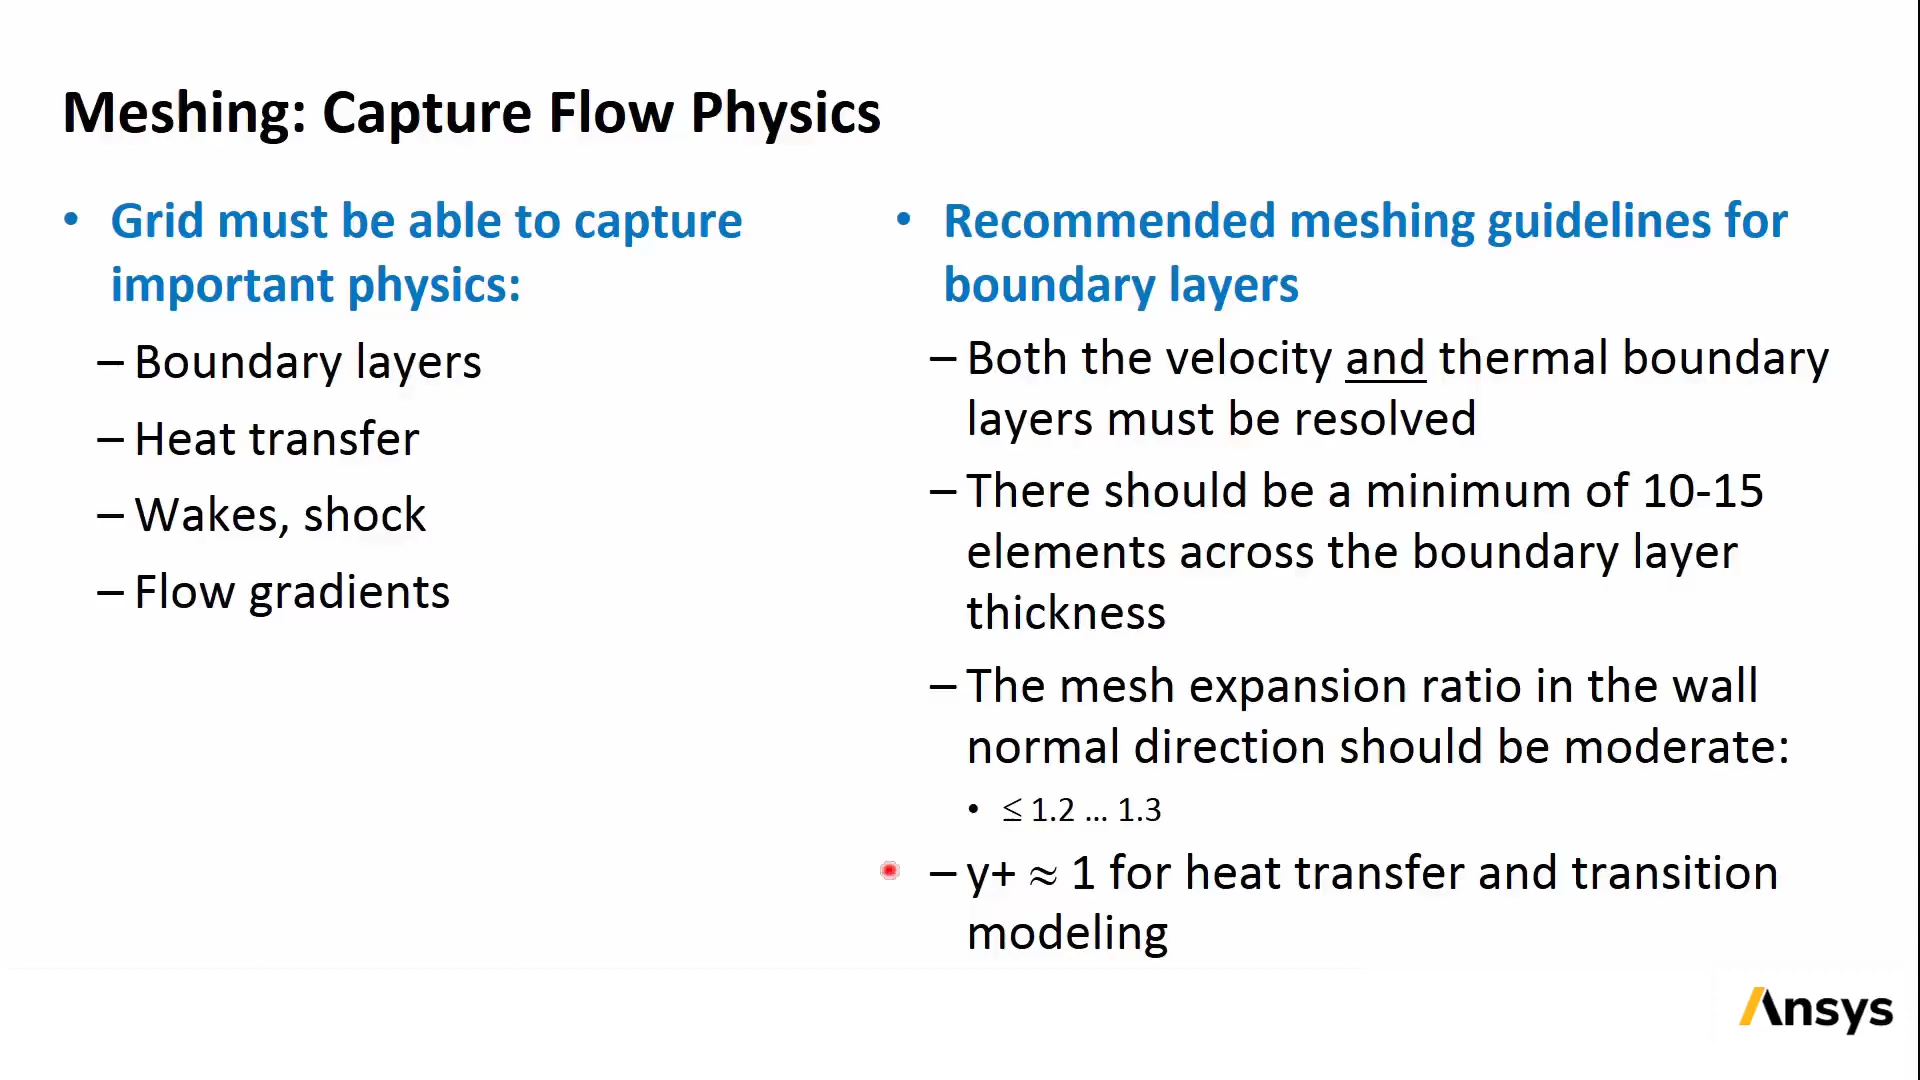 Meshing: Capture Flow Physics
• Grid must be able to capture
important physics:
– Boundary layers
– Heat transfer
– Wakes, shock
– Flow gradients
• Recommended meshing guidelines for
boundary layers
– Both the velocity and thermal boundary
layers must be resolved
– There should be a minimum of 10-15
elements across the boundary layer
thickness
– The mesh expansion ratio in the wall
normal direction should be moderate:
• ≤ 1.2 ... 1.3
– y+ ≈ 1 for heat transfer and transition
modeling
Ansys